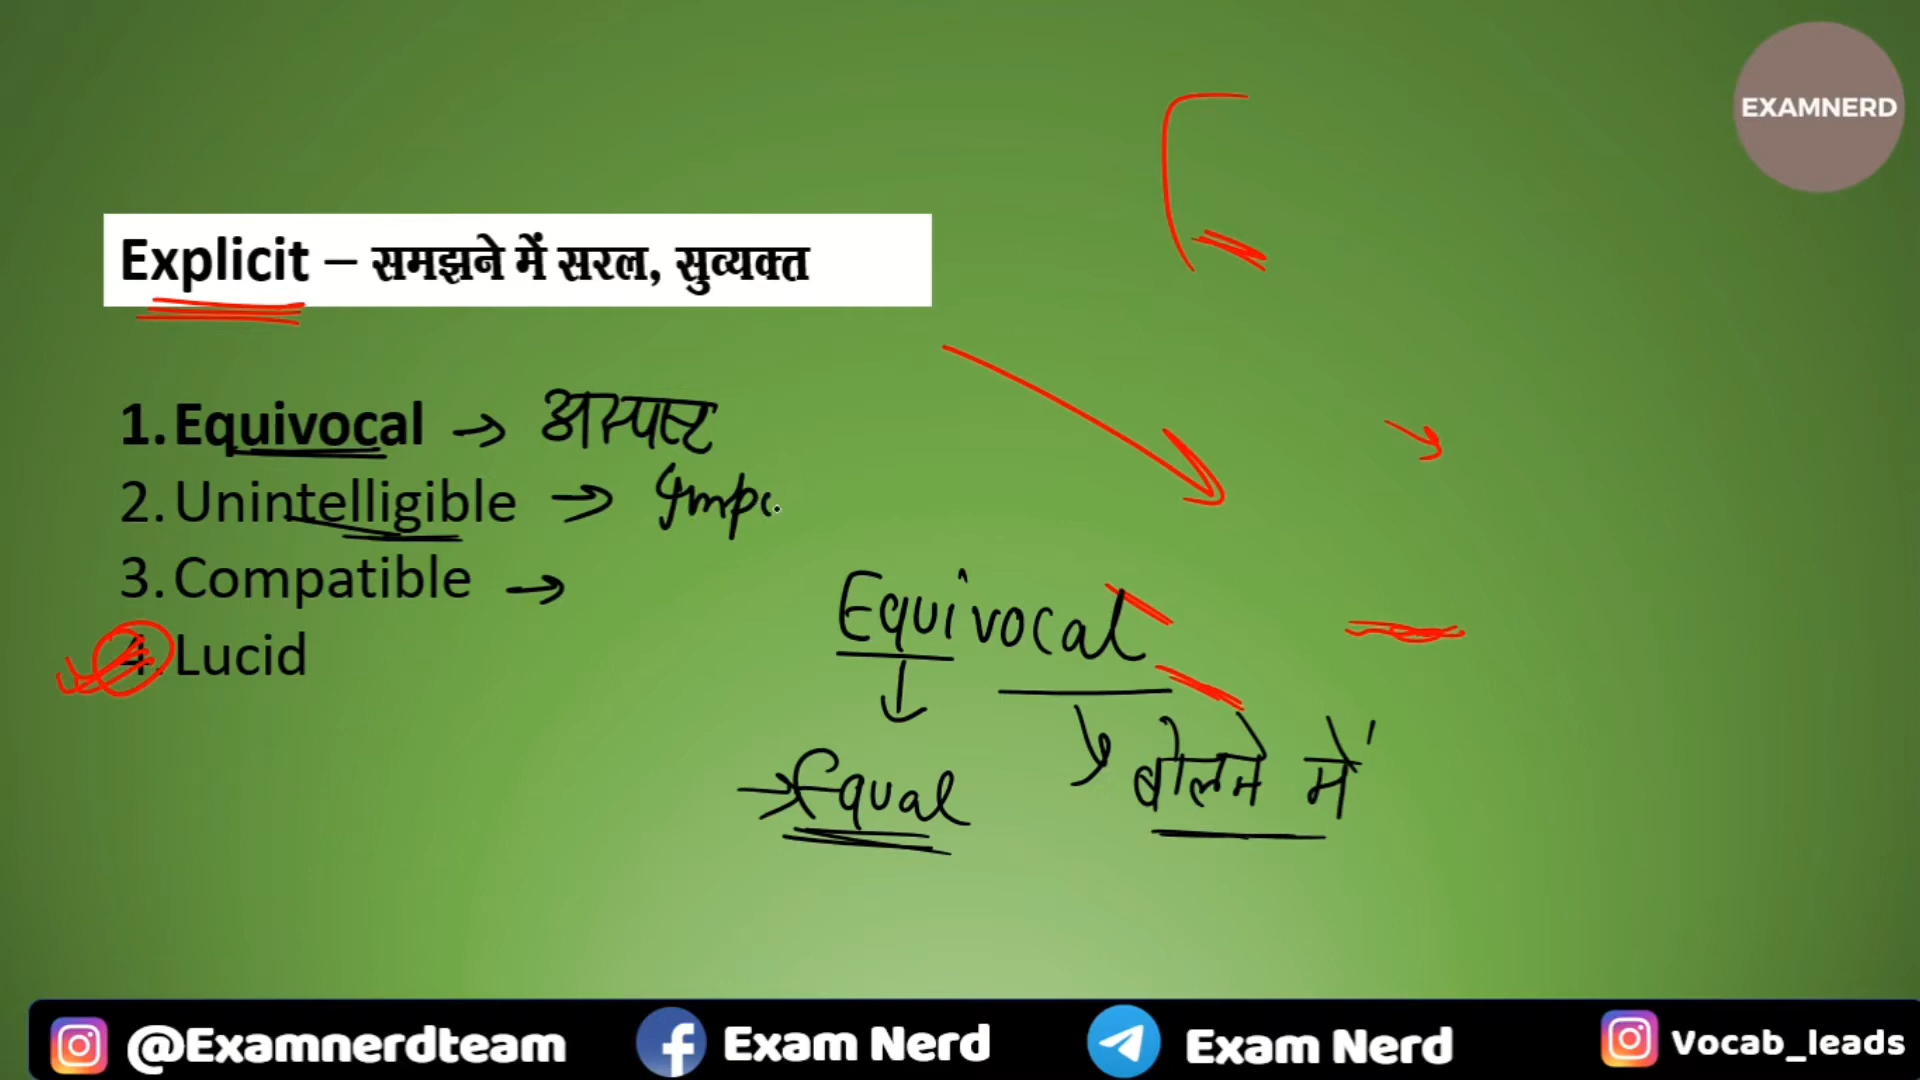 EXAMNERD
Explicit – समझने में सरल, सुव्यक्त
1. Equivocal → अस्पष्ट
2. Unintelligible →
3. Compatible →
4. Lucid
Equivocal
→ Equal
बोलने में
@Examnerdteam
Exam Nerd
Exam Nerd
Vocab_leads